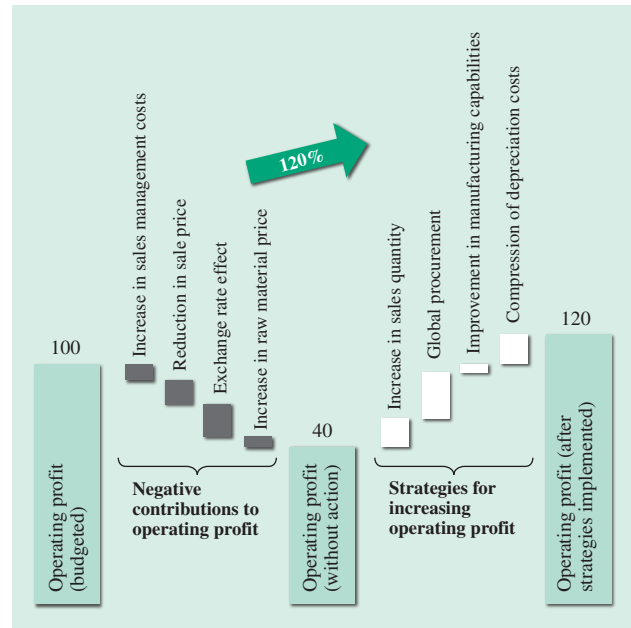 100
Operating profit
(budgeted)
Increase in sales management costs
Reduction in sale price
Exchange rate effect
Increase in raw material price
Negative
contributions to
operating profit
120%
40
Operating profit
(without action)
Increase in sales quantity
Global procurement
Improvement in manufacturing capabilities
Compression of depreciation costs
Strategies for
increasing
operating profit
120
Operating profit (after
strategies implemented)